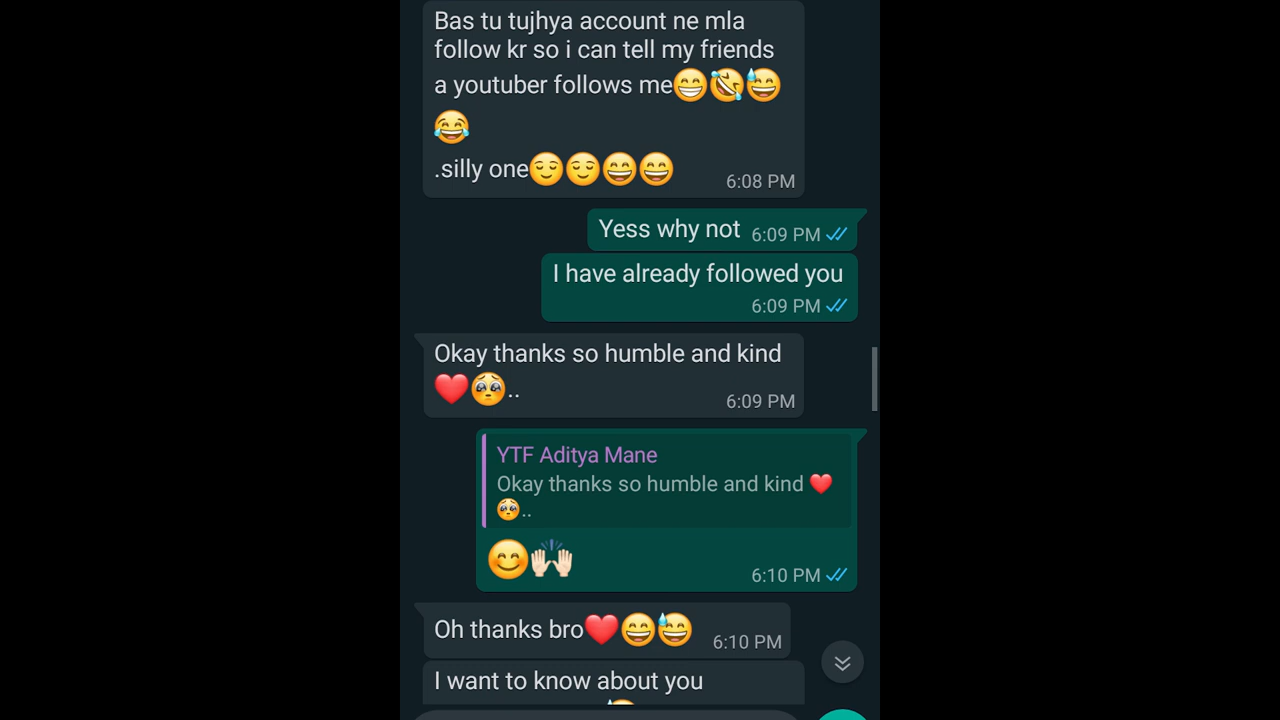 Bas tu tujhya account ne mla
follow kr so i can tell my friends
a youtuber follows me😁🤣😅
😂
.silly one😌😌😄😄
6:08 PM
Yess why not 6:09 PM
I have already followed you
6:09 PM
Okay thanks so humble and kind
❤️🥺..
6:09 PM
YTF Aditya Mane
Okay thanks so humble and kind ❤️
🥺..
😊🙌🏻
6:10 PM
Oh thanks bro❤️😄😅 6:10 PM
I want to know about you